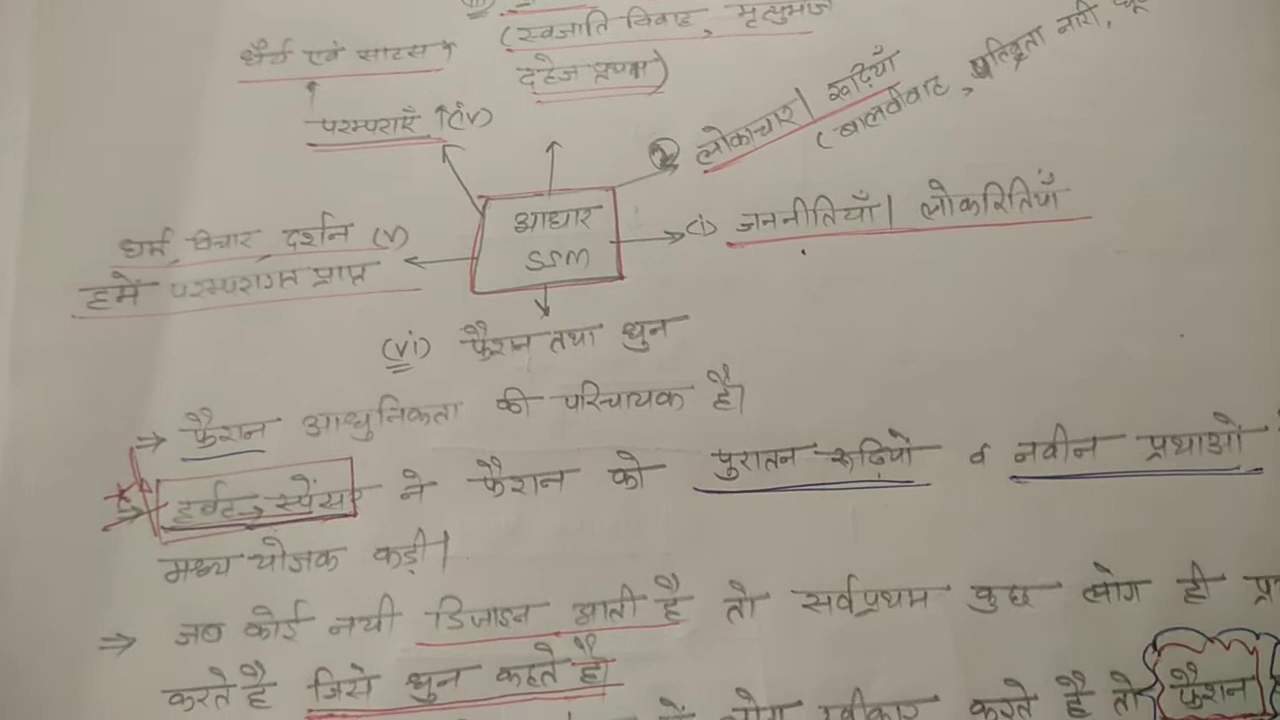 (स्वजाति विवाह, मृत्युभोज
धैर्य एवं साहस
दहेज प्रथा)
परम्पराएँ (iv)
लोकाचार / रूढ़ियाँ
(बालविवाह, पतिव्रता नारी,
आधार
SSM
(i) जननीतियाँ / लोकरितियाँ
धर्म, विचार, दर्शन (v)
हमें परम्परागत प्राप्त
(vi) फैशन तथा धुन
⇒ फैशन आधुनिकता की परिचायक है।
हर्बट → स्पेंसर ने फैशन को पुरातन रूढ़ियो व नवीन प्रथाओ
मध्य योजक कड़ी।
⇒ जब कोई नयी डिजाइन आती है तो सर्वप्रथम कुछ लोग ही
करते है जिसे धुन कहते है।
लोग स्वीकार करते है तो फैशन